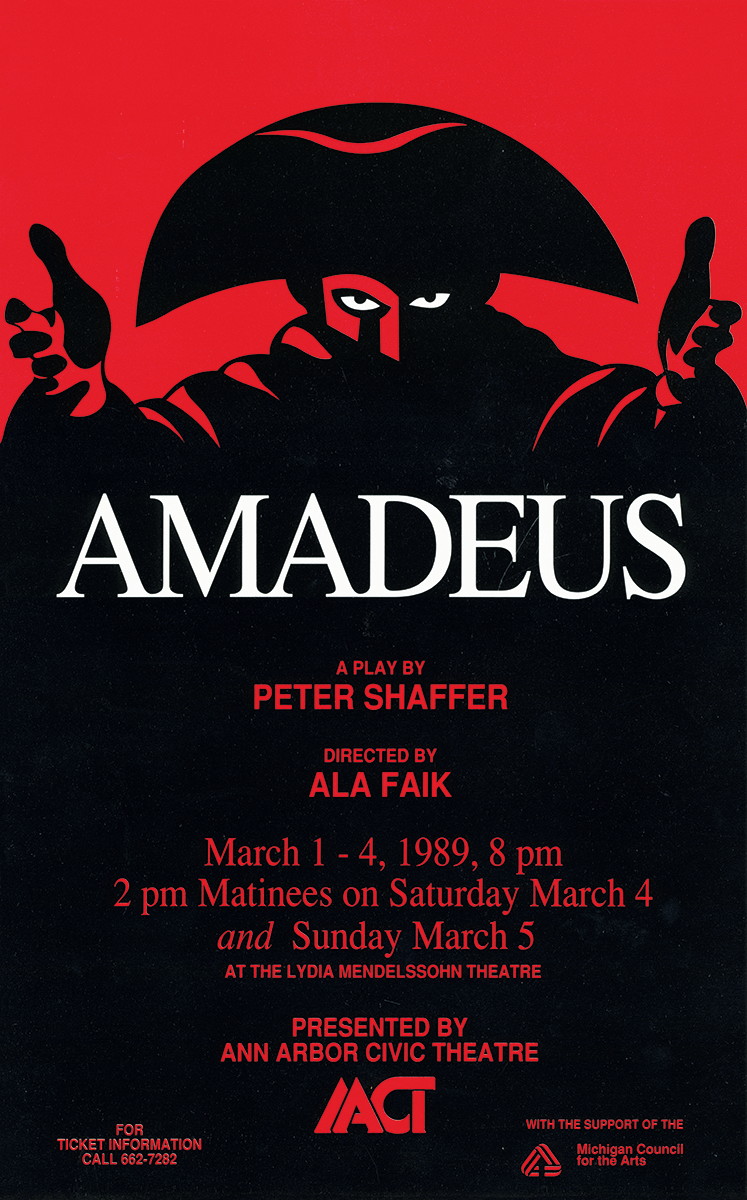 AMADEUS
A PLAY BY
PETER SHAFFER
DIRECTED BY
ALA FAIK
March 1 - 4, 1989, 8 pm
2 pm Matinees on Saturday March 4
and Sunday March 5
AT THE LYDIA MENDELSSOHN THEATRE
PRESENTED BY
ANN ARBOR CIVIC THEATRE
AACT
FOR
TICKET INFORMATION
CALL 662-7282
WITH THE SUPPORT OF THE
Michigan Council
for the Arts